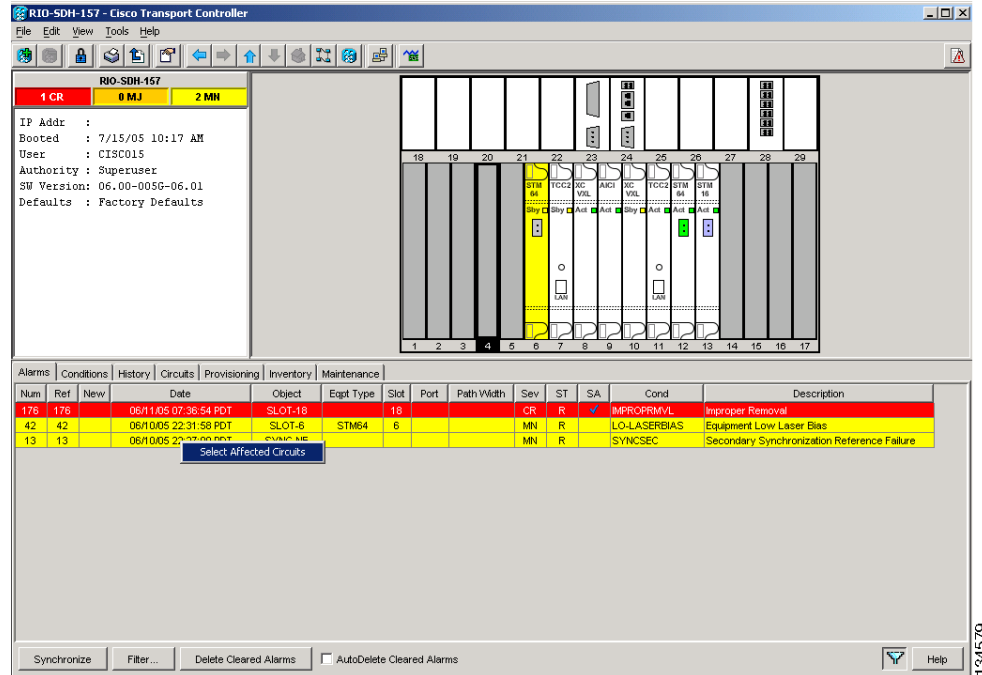 RIO-SDH-157 - Cisco Transport Controller
File Edit View Tools Help
RIO-SDH-157
1 CR 0 MJ 2 MN
IP Addr :
Booted : 7/15/05 10:17 AM
User : CISCO15
Authority : Superuser
SW Version: 06.00-005G-06.01
Defaults : Factory Defaults
18 19 20 21 22 23 24 25 26 27 28 29
STM 64 TCC2 XC VXL AICI XC VXL TCC2 STM 64 STM 16
Sby Sby Act Act Sby Act Act Act
LAN LAN
1 2 3 4 5 6 7 8 9 10 11 12 13 14 15 16 17
Alarms Conditions History Circuits Provisioning Inventory Maintenance
Num Ref New Date Object Eqpt Type Slot Port Path Width Sev ST SA Cond Description
176 176 06/11/05 07:36:54 PDT SLOT-18 18 CR R IMPROPRMVL Improper Removal
42 42 06/10/05 22:31:58 PDT SLOT-6 STM64 6 MN R LO-LASERBIAS Equipment Low Laser Bias
13 13 06/10/05 PDT SYNC-NE MN R SYNCSEC Secondary Synchronization Reference Failure
Select Affected Circuits
Synchronize Filter... Delete Cleared Alarms AutoDelete Cleared Alarms Help
134579